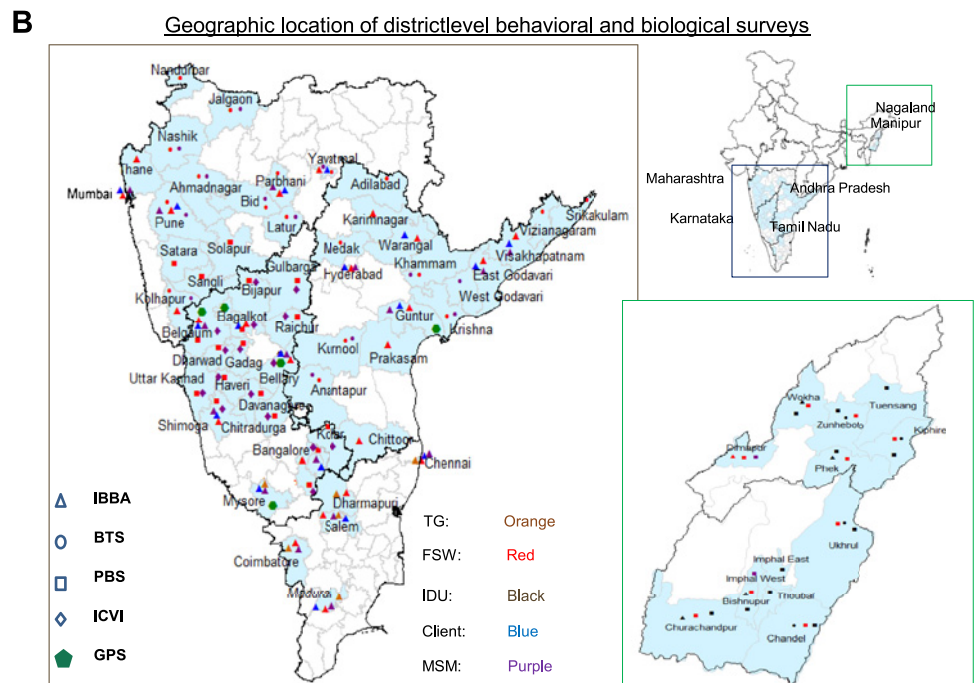 B
Geographic location of districtlevel behavioral and biological surveys
Nandurbar
Jalgaon
Nashik
Thane
Yavatmal
Parbhani
Adilabad
Mumbai
Ahmadnagar
Bid
Srikakulam
Karimnagar
Pune
Latur
Vizianagaram
Warangal
Satara
Solapur
Nedak
Visakhapatnam
Khammam
Gulbarga
Hyderabad
East Godavari
Sangli
Bijapur
West Godavari
Kolhapur
Bagalkot
Guntur
Belgaum
Raichur
Krishna
Kurnool
Dharwad
Gadag
Prakasam
Uttar Kannad
Haveri
Bellary
Anantapur
Davanagere
Shimoga
Chitradurga
Kolar
Chittoor
Bangalore
Chennai
Mysore
Dharmapuri
Salem
Coimbatore
Madurai
IBBA
BTS
PBS
ICVI
GPS
TG: Orange
FSW: Red
IDU: Black
Client: Blue
MSM: Purple
Nagaland
Manipur
Maharashtra
Andhra Pradesh
Karnataka
Tamil Nadu
Wokha
Tuensang
Zunheboto
Kiphire
Dimapur
Phek
Ukhrul
Imphal East
Imphal West
Thoubal
Bishnupur
Churachandpur
Chandel